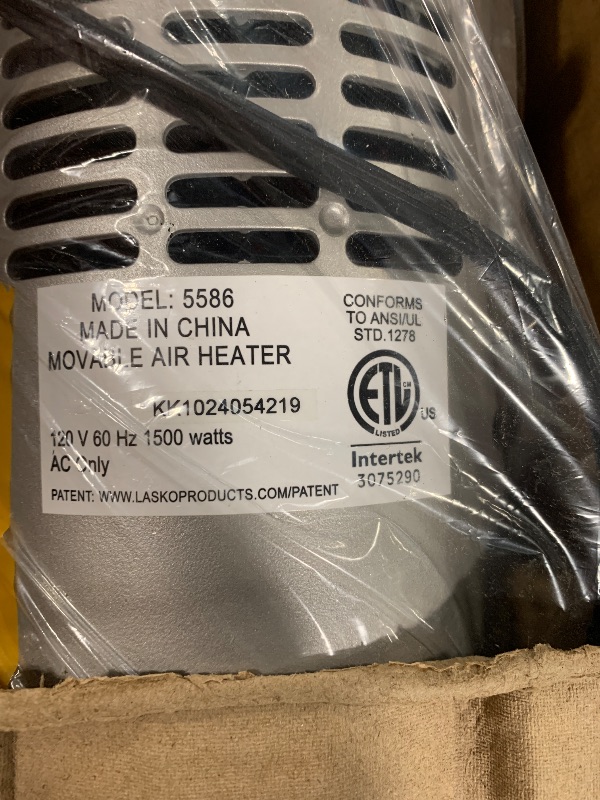 MODEL: 5586
MADE IN CHINA
MOVABLE AIR HEATER
KK1024054219
120 V 60 Hz 1500 watts
AC Only
PATENT: WWW.LASKOPRODUCTS.COM/PATENT
CONFORMS
TO ANSI/UL
STD.1278
ETL CM
LISTED
US
Intertek
3075290